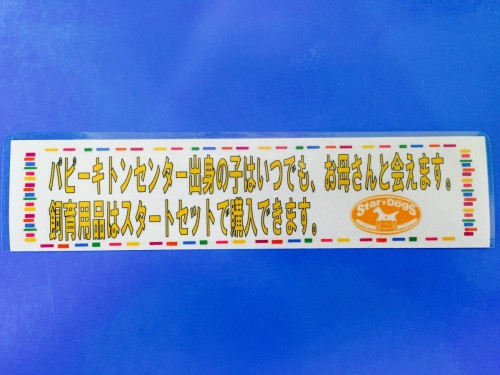 パピーキトンセンター出身の子はいつでも、お母さんと会えます。
飼育用品はスタートセットで購入できます。
Star★Dogs